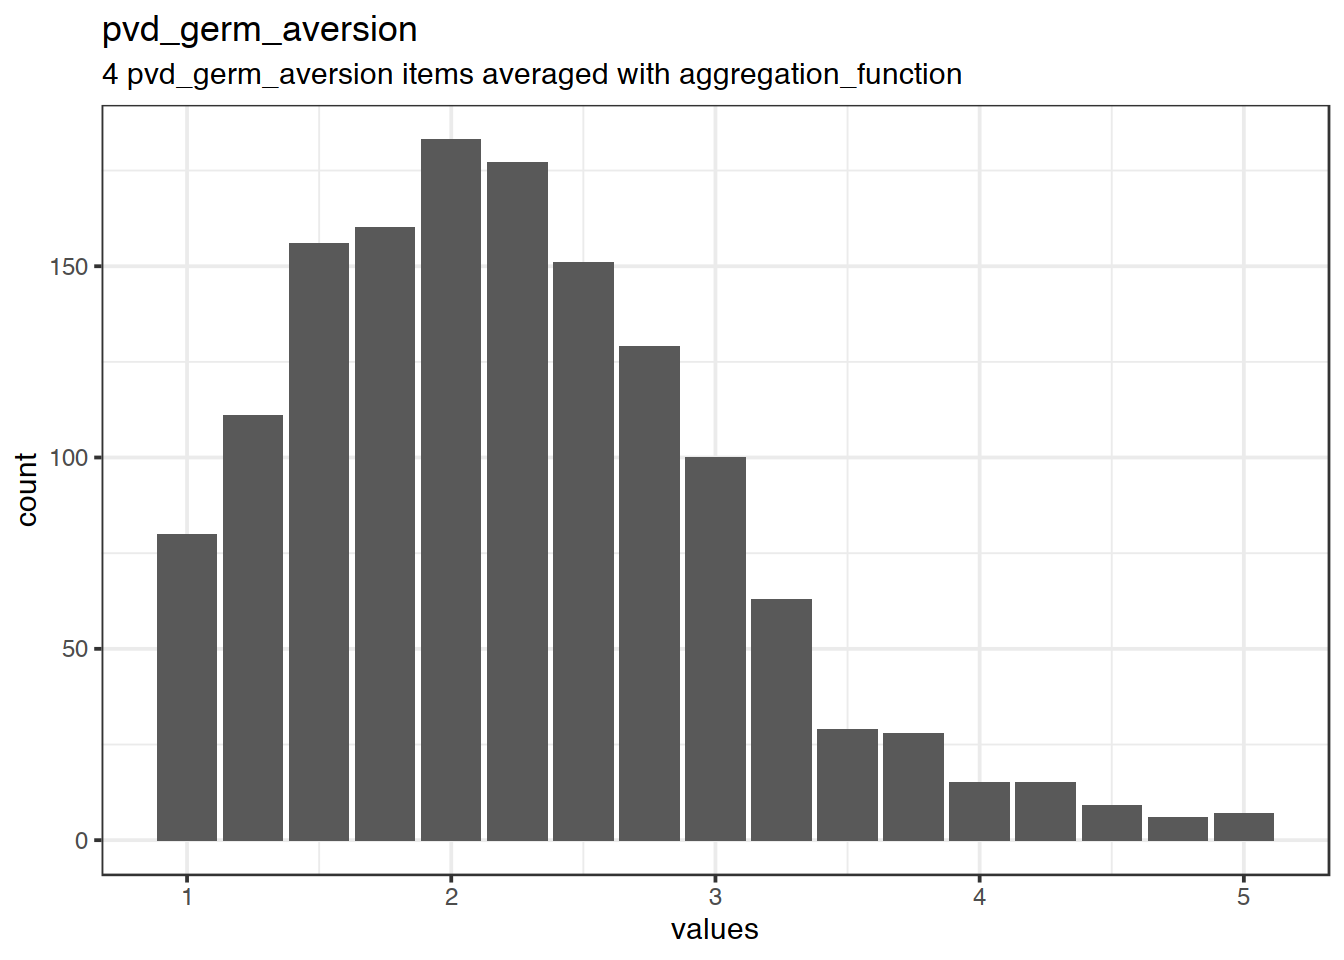 pvd_germ_aversion
4 pvd_germ_aversion items averaged with aggregation_function
150
100
50
0
count
1 2 3 4 5
values